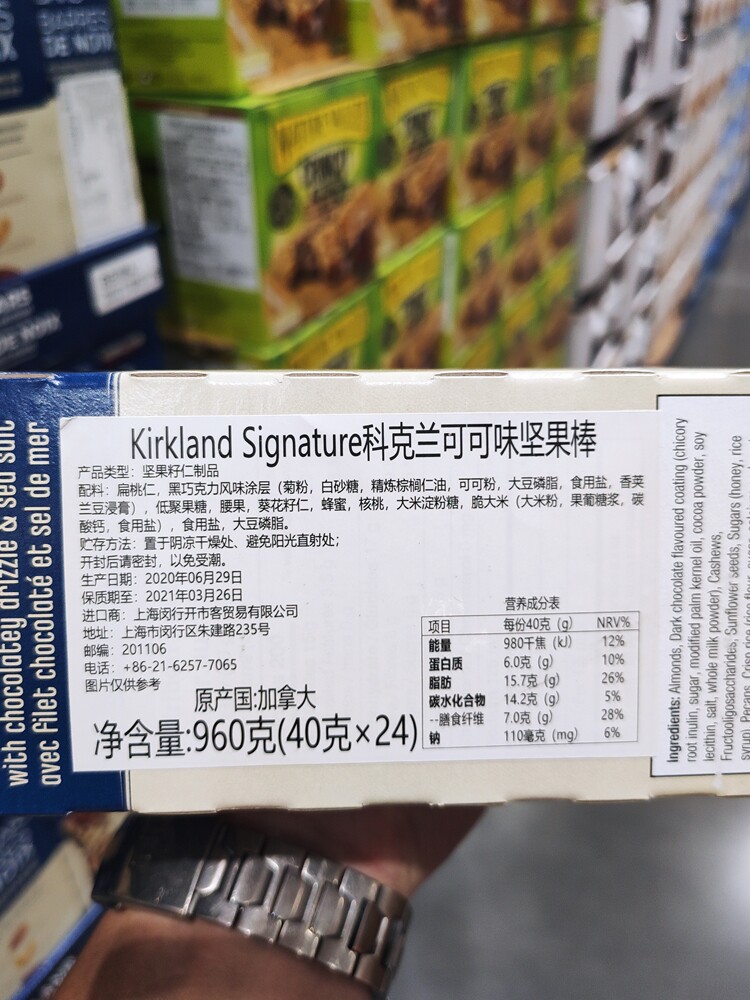 with chocolatey drizzle & sea salt
avec filet chocolaté et sel de mer
Kirkland Signature科克兰可可味坚果棒
产品类型：坚果籽仁制品
配料：扁桃仁，黑巧克力风味涂层（菊粉，白砂糖，精炼棕榈仁油，可可粉，大豆磷脂，食用盐，香荚
兰豆浸膏），低聚果糖，腰果，葵花籽仁，蜂蜜，核桃，大米淀粉糖，脆大米（大米粉，果葡糖浆，碳
酸钙，食用盐），食用盐，大豆磷脂。
贮存方法：置于阴凉干燥处、避免阳光直射处；
开封后请密封，以免受潮。
生产日期：2020年06月29日
保质期至：2021年03月26日
进口商：上海闵行开市客贸易有限公司
地址：上海市闵行区朱建路235号
邮编：201106
电话：+86-21-6257-7065
图片仅供参考
原产国:加拿大
净含量:960克(40克×24)
营养成分表
项目 每份40克（g） NRV%
能量 980千焦（kJ） 12%
蛋白质 6.0克（g） 10%
脂肪 15.7克（g） 26%
碳水化合物 14.2克（g） 5%
--膳食纤维 7.0克（g） 28%
钠 110毫克（mg） 6%
Ingredients: Almonds, Dark chocolate flavoured coating (chicory
root inulin, sugar, modified palm kernel oil, cocoa powder, soy
lecithin, salt, whole milk powder), Cashews,
Fructooligosaccharides, Sunflower seeds, Sugars (honey, rice